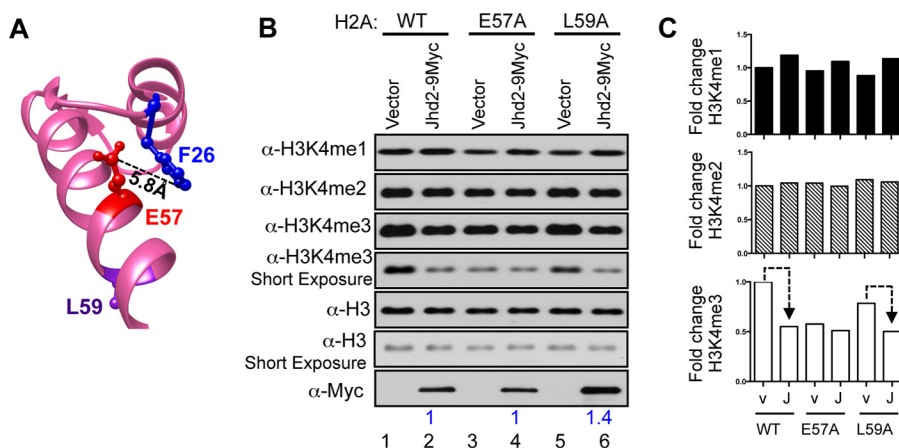 A
F26
5.8Å
E57
L59
B
H2A: WT E57A L59A
Vector Jhd2-9Myc Vector Jhd2-9Myc Vector Jhd2-9Myc
α-H3K4me1
α-H3K4me2
α-H3K4me3
α-H3K4me3
Short Exposure
α-H3
α-H3
Short Exposure
α-Myc
1 1 1.4
1 2 3 4 5 6
C
Fold change
H3K4me1
1.5
1.0
0.5
0.0
Fold change
H3K4me2
1.5
1.0
0.5
0.0
Fold change
H3K4me3
1.0
0.5
0.0
v J v J v J
WT E57A L59A